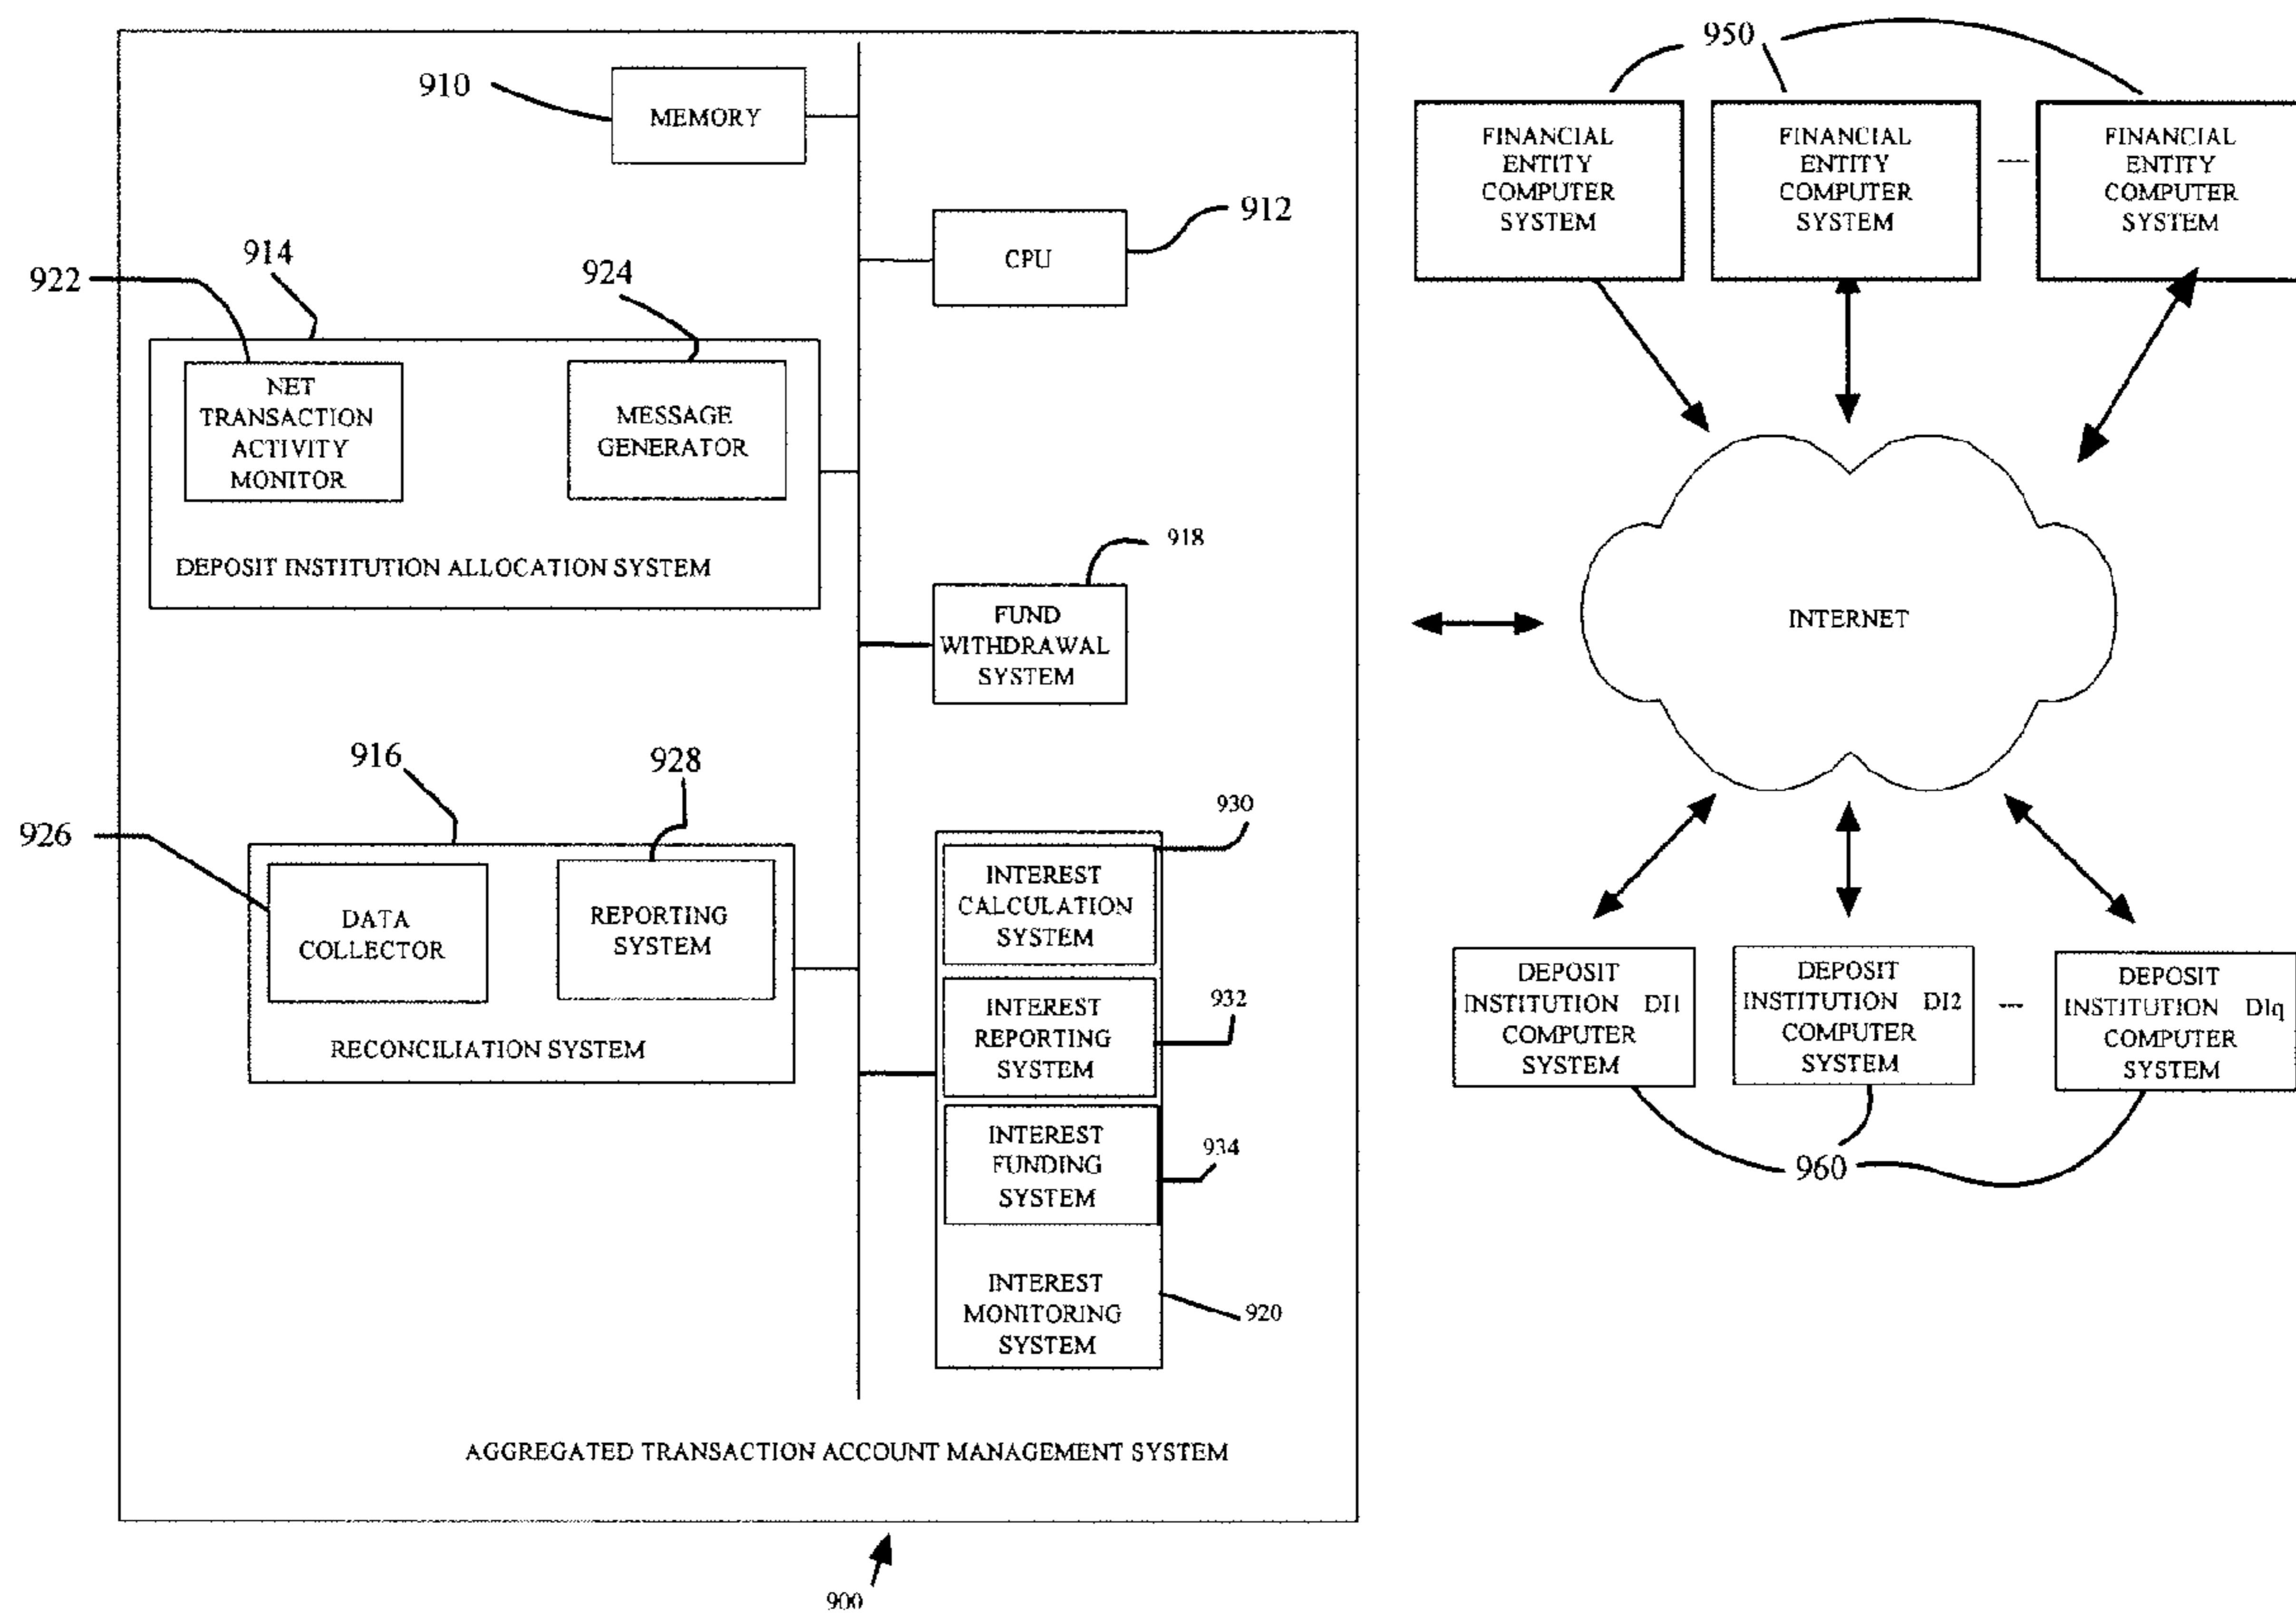 950
910
MEMORY
FINANCIAL
ENTITY
COMPUTER
SYSTEM
FINANCIAL
ENTITY
COMPUTER
SYSTEM
FINANCIAL
ENTITY
COMPUTER
SYSTEM
912
CPU
922
914
924
NET
TRANSACTION
ACTIVITY
MONITOR
MESSAGE
GENERATOR
DEPOSIT INSTITUTION ALLOCATION SYSTEM
918
FUND
WITHDRAWAL
SYSTEM
INTERNET
916
928
926
DATA
COLLECTOR
REPORTING
SYSTEM
RECONCILIATION SYSTEM
930
INTEREST
CALCULATION
SYSTEM
932
INTEREST
REPORTING
SYSTEM
934
INTEREST
FUNDING
SYSTEM
INTEREST
MONITORING
SYSTEM
920
DEPOSIT
INSTITUTION DI1
COMPUTER
SYSTEM
DEPOSIT
INSTITUTION DI2
COMPUTER
SYSTEM
DEPOSIT
INSTITUTION DIq
COMPUTER
SYSTEM
960
AGGREGATED TRANSACTION ACCOUNT MANAGEMENT SYSTEM
900